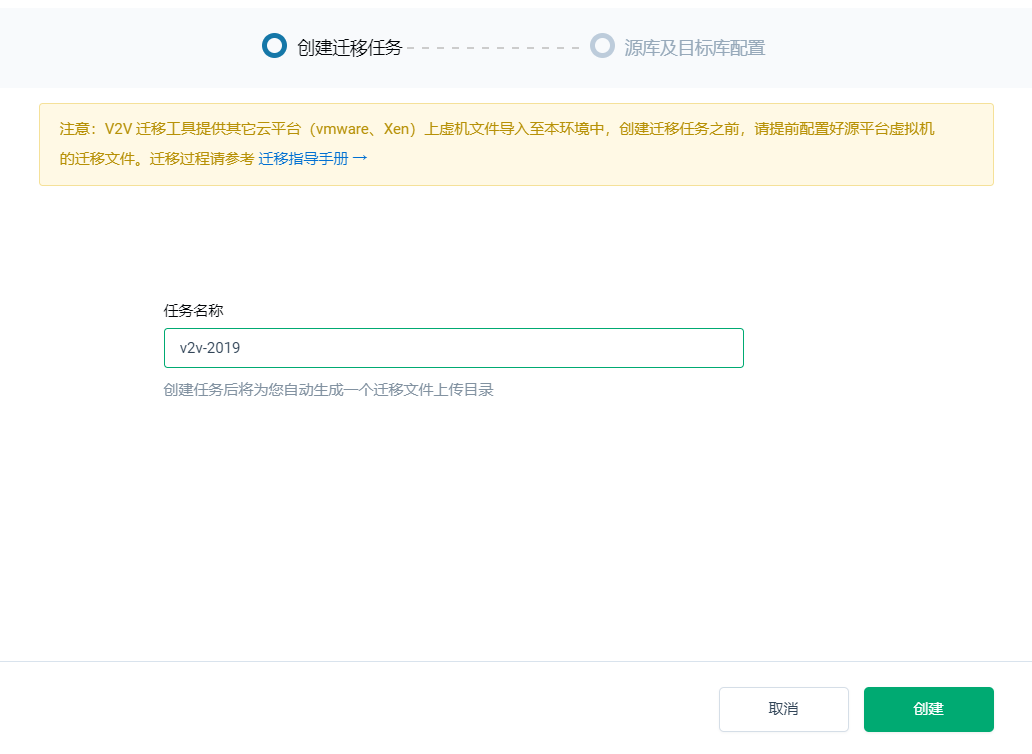 创建迁移任务 源库及目标库配置
注意：V2V 迁移工具提供其它云平台（vmware、Xen）上虚机文件导入至本环境中，创建迁移任务之前，请提前配置好源平台虚拟机
的迁移文件。迁移过程请参考 迁移指导手册 →
任务名称
v2v-2019
创建任务后将为您自动生成一个迁移文件上传目录
取消 创建